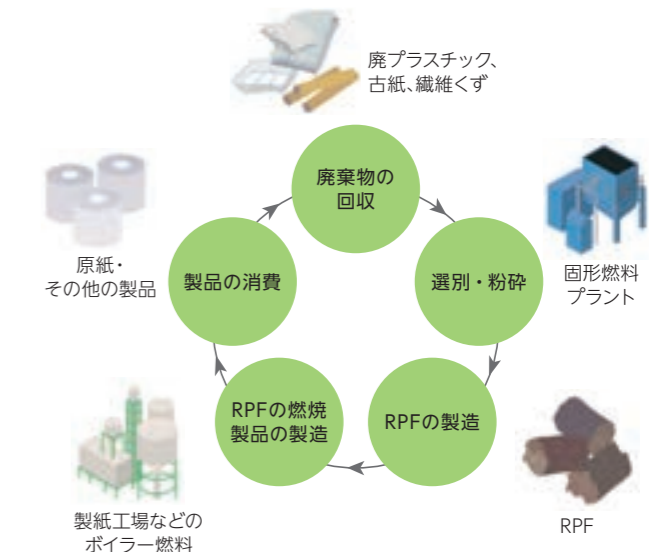 廃プラスチック、
古紙、繊維くず
廃棄物の
回収
原紙・
その他の製品
製品の消費
選別・粉砕
固形燃料
プラント
RPFの燃焼
製品の製造
RPFの製造
製紙工場などの
ボイラー燃料
RPF